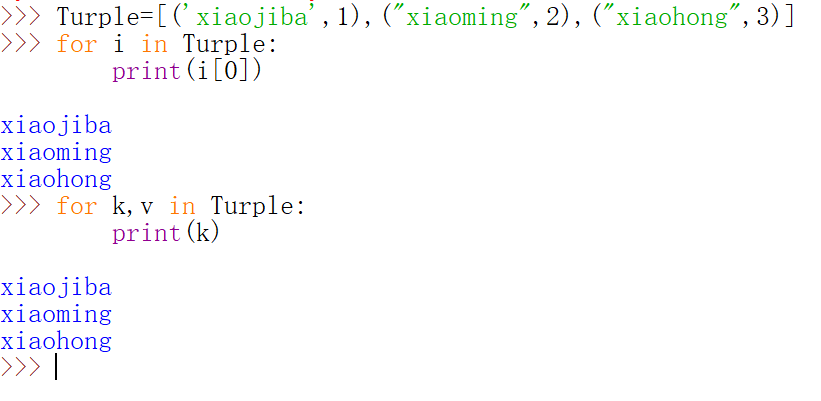 >>> Turple=[('xiaojiba',1),("xiaoming",2),("xiaohong",3)]
>>> for i in Turple:
        print(i[0])
xiaojiba
xiaoming
xiaohong
>>> for k,v in Turple:
        print(k)
xiaojiba
xiaoming
xiaohong
>>>